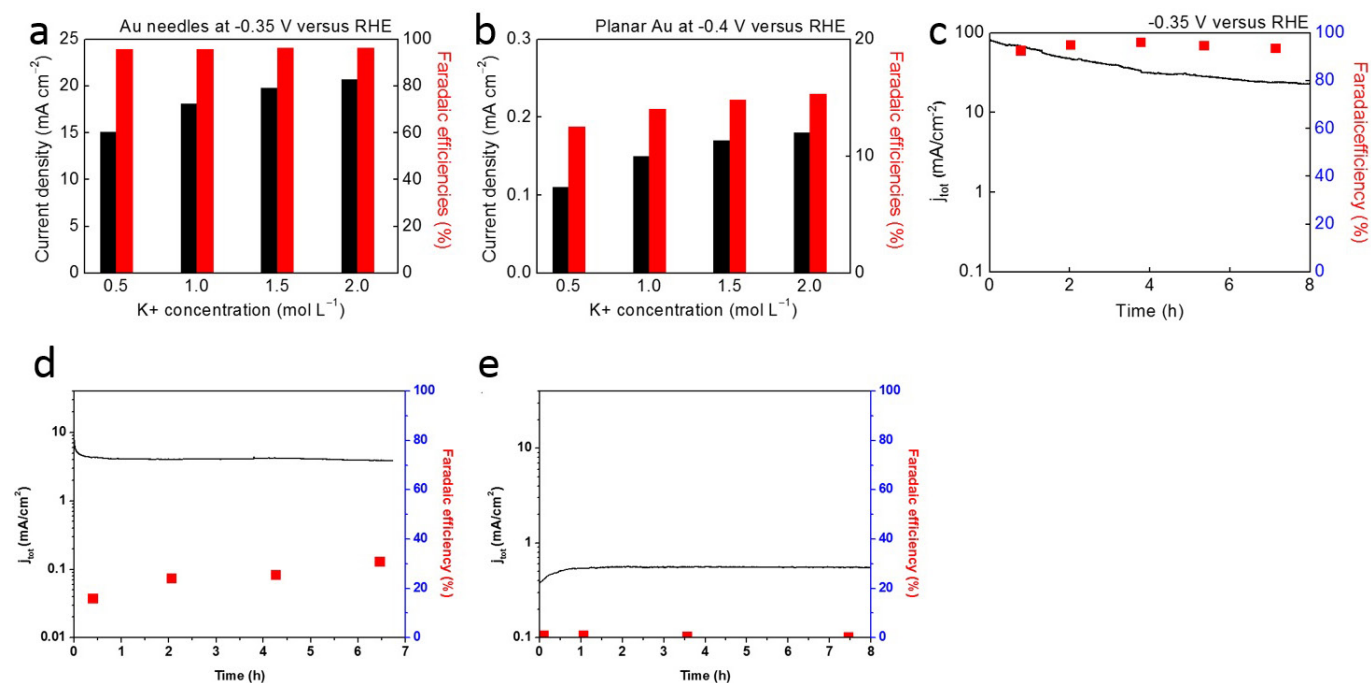 a
Au needles at -0.35 V versus RHE
25
20
15
10
5
0
Current density (mA cm⁻²)
100
80
60
40
20
0
Faradaic efficiencies (%)
0.5 1.0 1.5 2.0
K+ concentration (mol L⁻¹)
b
Planar Au at -0.4 V versus RHE
0.3
0.2
0.1
0.0
Current density (mA cm⁻²)
20
10
0
Faradaic efficiencies (%)
0.5 1.0 1.5 2.0
K+ concentration (mol L⁻¹)
c
-0.35 V versus RHE
100
10
1
0.1
jtot (mA/cm⁻²)
100
80
60
40
20
0
Faradaicefficiency (%)
0 2 4 6 8
Time (h)
d
10
1
0.1
0.01
jtot (mA/cm²)
100
80
60
40
20
0
Faradaic efficiency (%)
0 1 2 3 4 5 6 7
Time (h)
e
10
1
0.1
jtot (mA/cm²)
100
80
60
40
20
0
Faradaic efficiency (%)
0 1 2 3 4 5 6 7 8
Time (h)